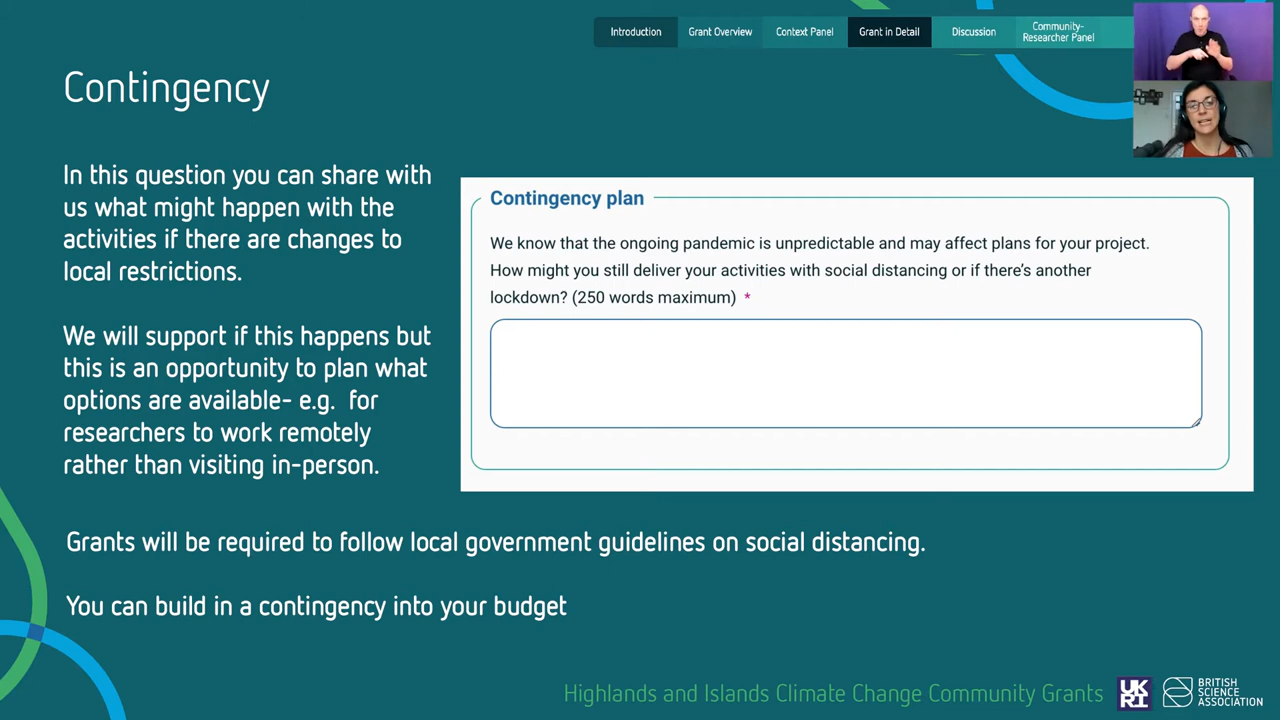 Introduction
Grant Overview
Context Panel
Grant in Detail
Discussion
Community-
Researcher Panel
Contingency
In this question you can share with
us what might happen with the
activities if there are changes to
local restrictions.
We will support if this happens but
this is an opportunity to plan what
options are available- e.g. for
researchers to work remotely
rather than visiting in-person.
Contingency plan
We know that the ongoing pandemic is unpredictable and may affect plans for your project.
How might you still deliver your activities with social distancing or if there's another
lockdown? (250 words maximum) *
Grants will be required to follow local government guidelines on social distancing.
You can build in a contingency into your budget
Highlands and Islands Climate Change Community Grants
UK
RI
BRITISH
SCIENCE
ASSOCIATION